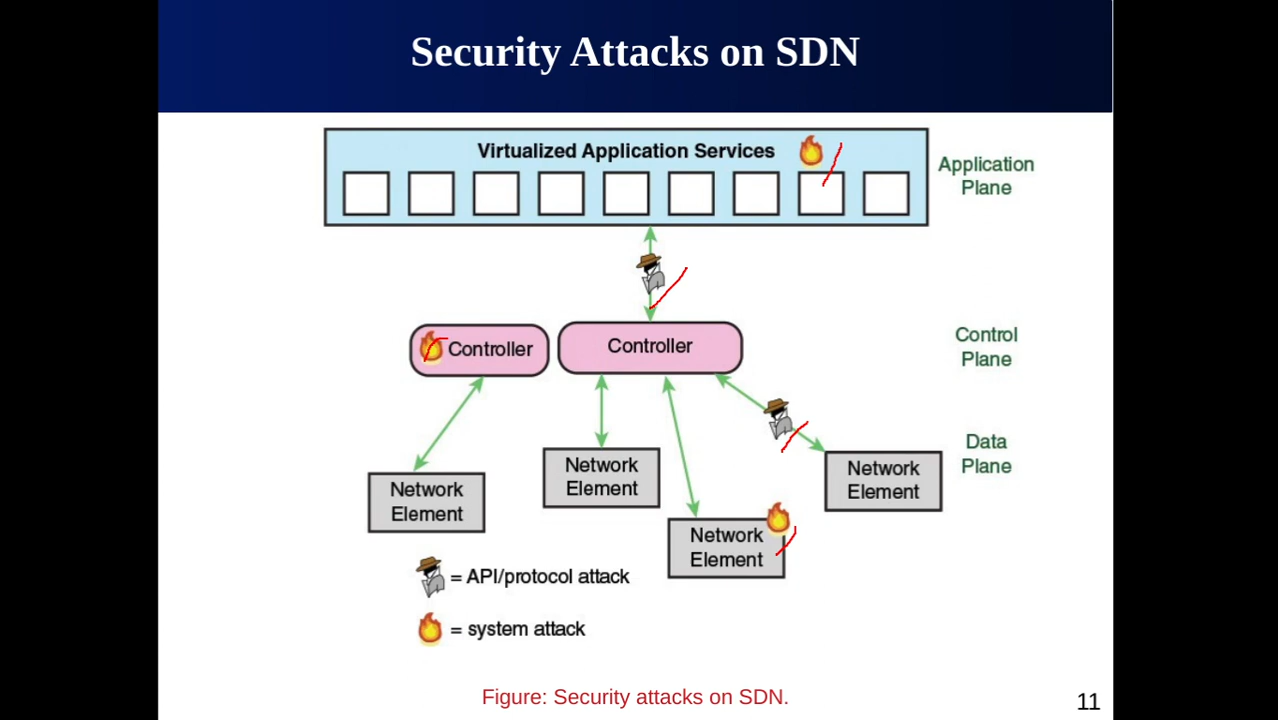 Security Attacks on SDN
Virtualized Application Services
Application
Plane
Controller
Controller
Control
Plane
Data
Plane
Network
Element
Network
Element
Network
Element
Network
Element
= API/protocol attack
= system attack
Figure: Security attacks on SDN.
11